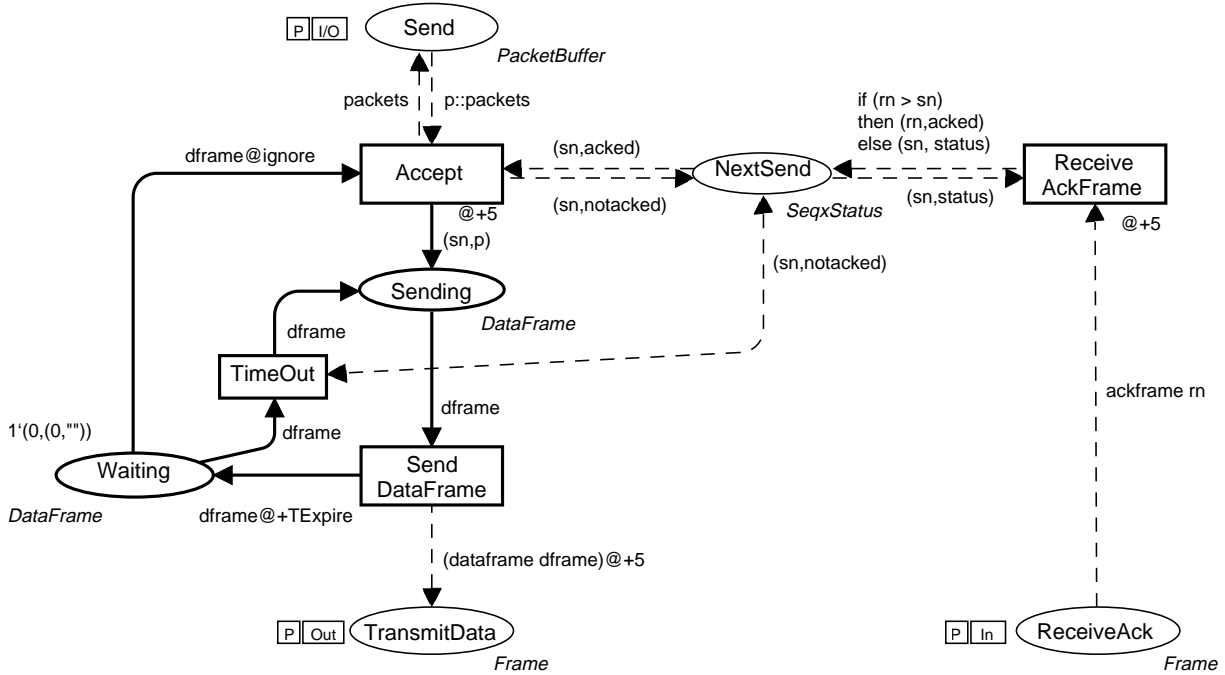 P I/O
Send
PacketBuffer
packets
p::packets
if (rn > sn)
then (rn,acked)
else (sn, status)
dframe@ignore
Accept
(sn,acked)
NextSend
Receive
AckFrame
(sn,notacked)
SeqxStatus
(sn,status)
@+5
@+5
(sn,p)
(sn,notacked)
Sending
DataFrame
dframe
TimeOut
ackframe rn
dframe
1‘(0,(0,""))
dframe
Waiting
Send
DataFrame
DataFrame
dframe@+TExpire
(dataframe dframe)@+5
P Out
TransmitData
Frame
P In
ReceiveAck
Frame